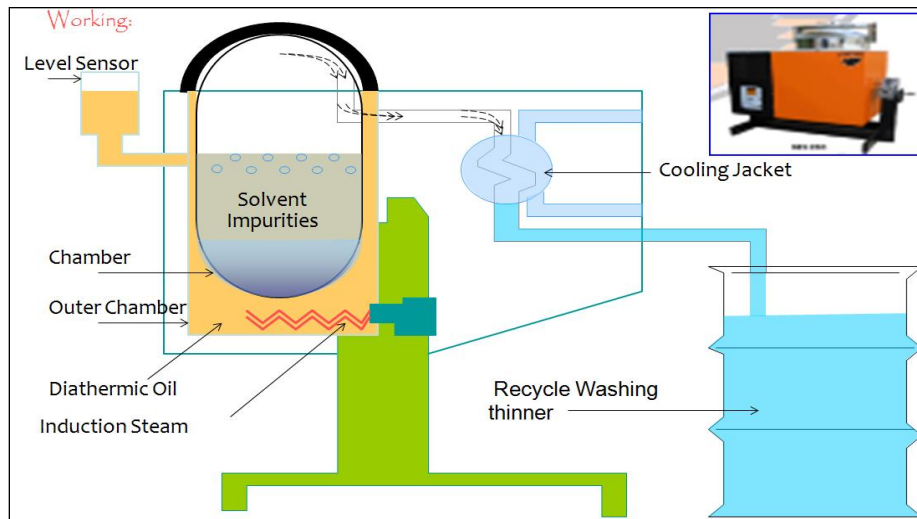 Working:
Level Sensor
Cooling Jacket
Solvent
Impurities
Chamber
Outer Chamber
Diathermic Oil
Induction Steam
Recycle Washing
thinner